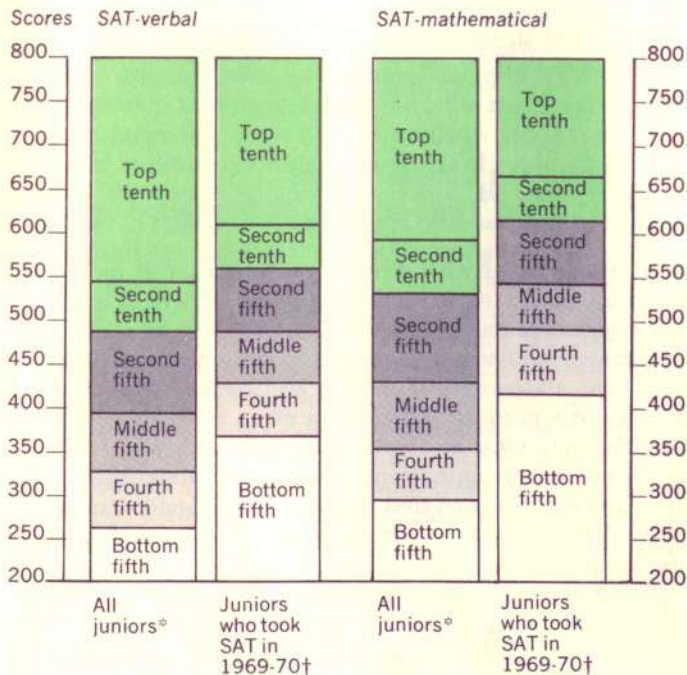 Scores SAT-verbal SAT-mathematical
800 800
750 750
700 700
650 650
600 600
550 550
500 500
450 450
400 400
350 350
300 300
250 250
200 200
Top
tenth
Second
tenth
Second
fifth
Middle
fifth
Fourth
fifth
Bottom
fifth
All
juniors*
Top
tenth
Second
tenth
Second
fifth
Middle
fifth
Fourth
fifth
Bottom
fifth
Juniors
who took
SAT in
1969-70†
Top
tenth
Second
tenth
Second
fifth
Middle
fifth
Fourth
fifth
Bottom
fifth
All
juniors*
Top
tenth
Second
tenth
Second
fifth
Middle
fifth
Fourth
fifth
Bottom
fifth
Juniors
who took
SAT in
1969-70†